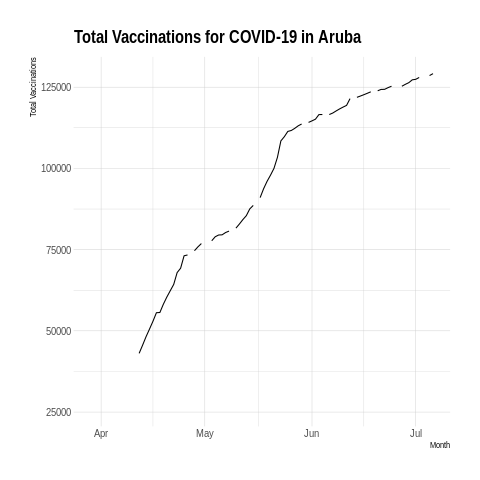 Total Vaccinations for COVID-19 in Aruba
Total Vaccinations
125000
100000
75000
50000
25000
Apr May Jun Jul
Month